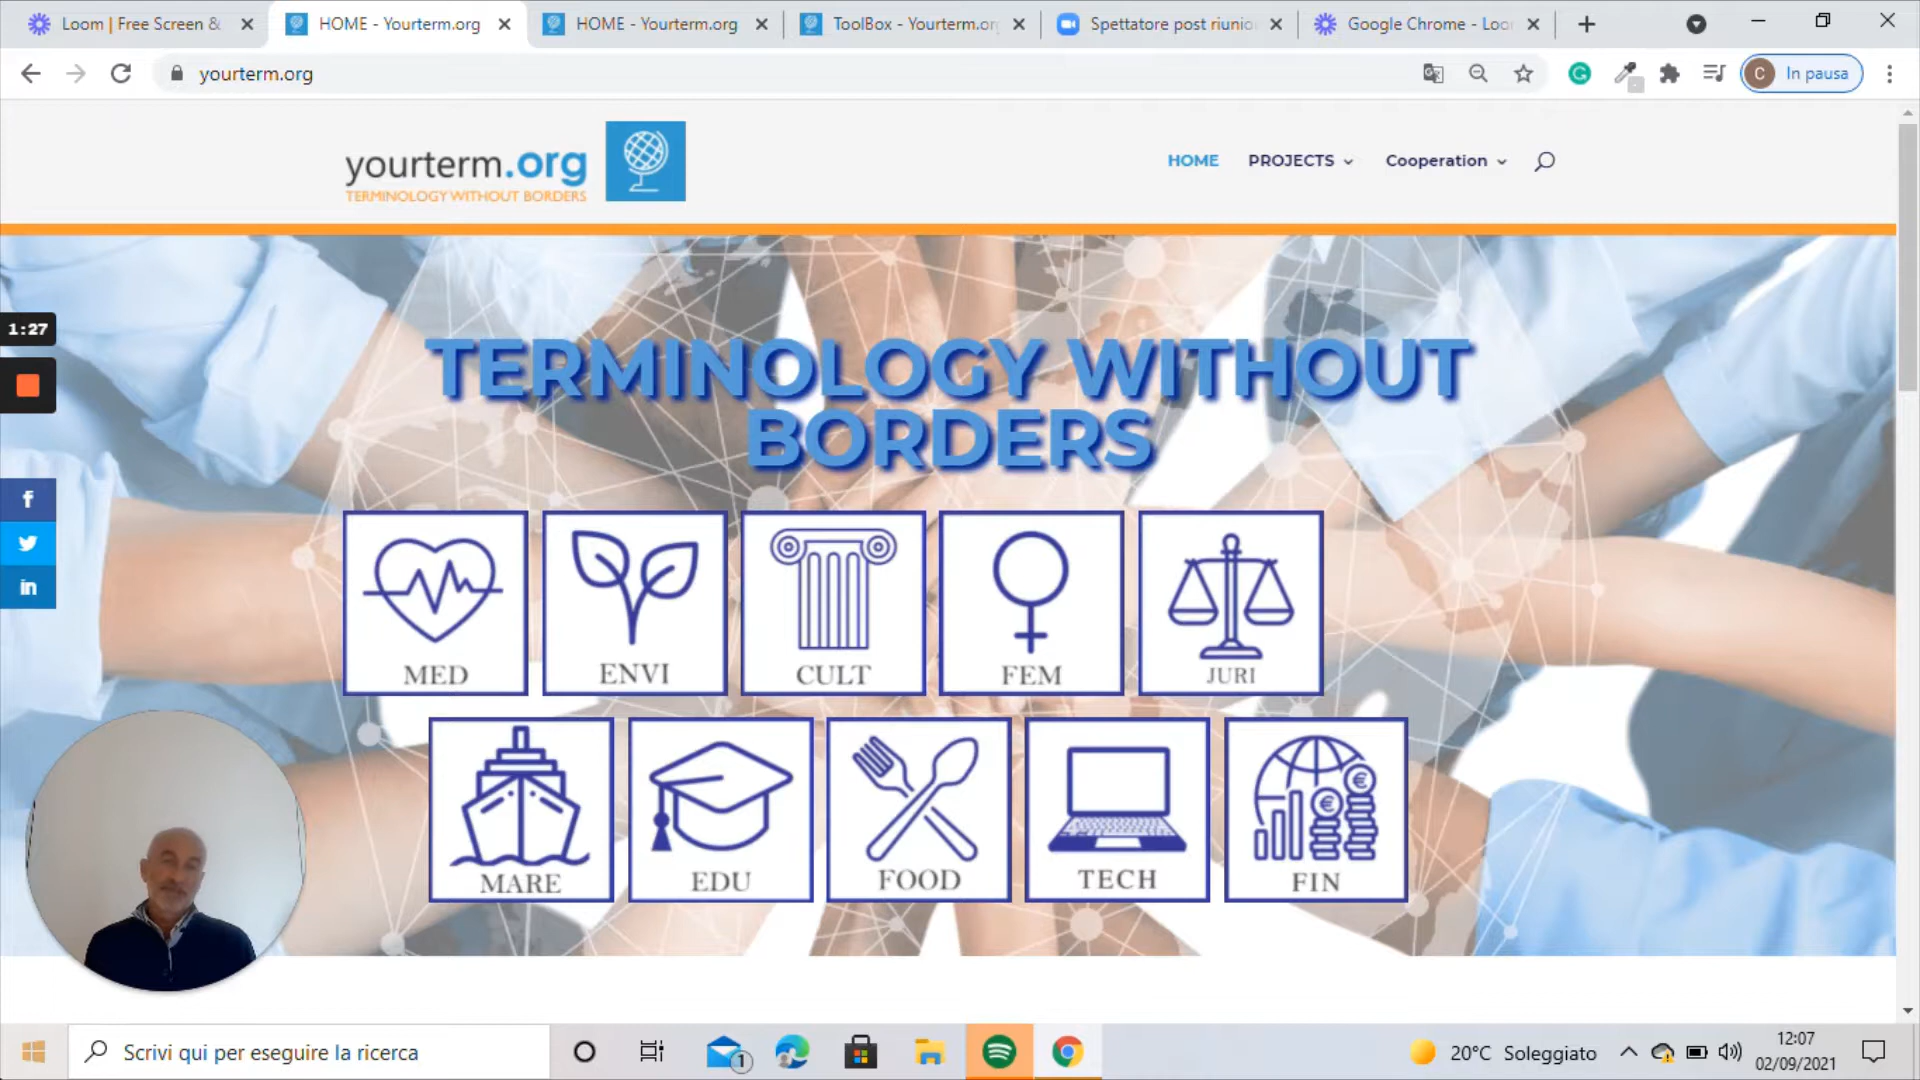 Loom | Free Screen &
HOME - Yourterm.org
HOME - Yourterm.org
ToolBox - Yourterm.or
Spettatore post riunio
Google Chrome - Loo
yourterm.org
C
In pausa
yourterm.org
TERMINOLOGY WITHOUT BORDERS
HOME
PROJECTS
Cooperation
1:27
TERMINOLOGY WITHOUT
BORDERS
f
in
MED
ENVI
CULT
FEM
JURI
MARE
EDU
FOOD
TECH
FIN
Scrivi qui per eseguire la ricerca
1
20°C Soleggiato
12:07
02/09/2021